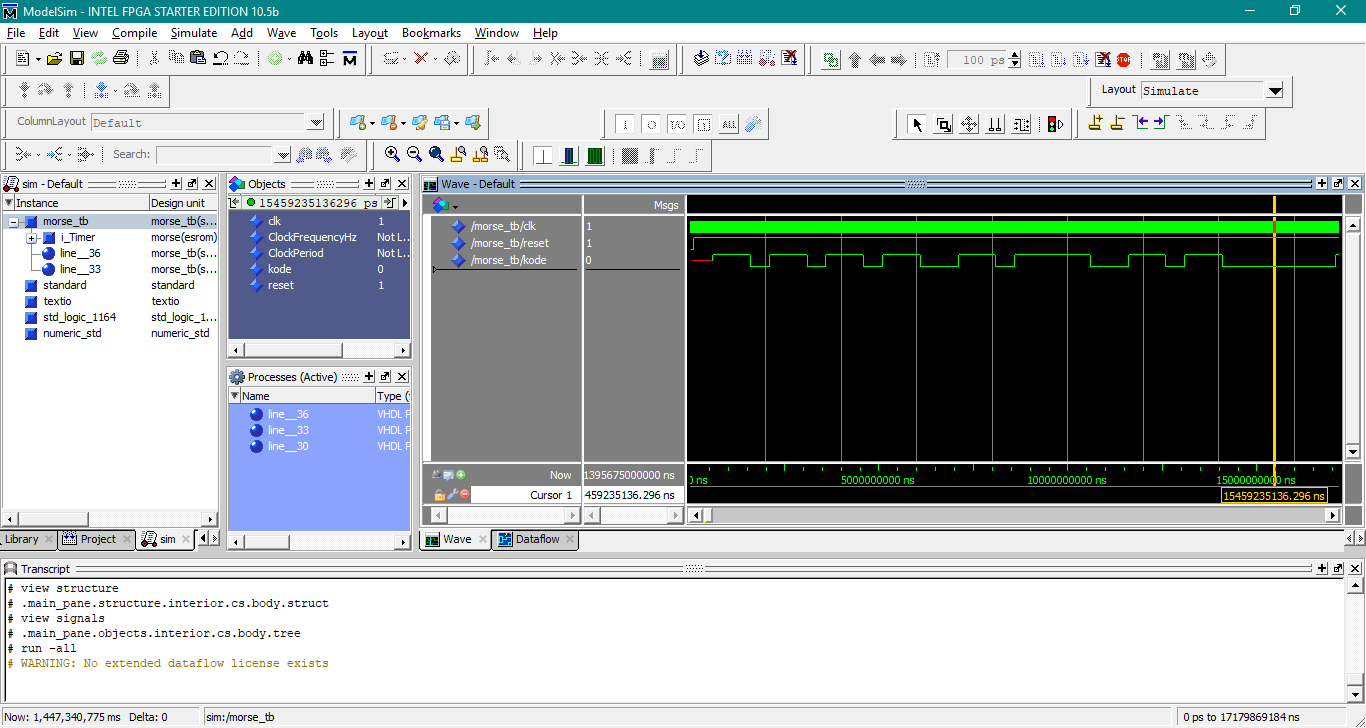 ModelSim - INTEL FPGA STARTER EDITION 10.5b
File Edit View Compile Simulate Add Wave Tools Layout Bookmarks Window Help
100 ps
Layout Simulate
ColumnLayout Default
Search:
sim - Default
Instance Design unit
morse_tb morse_tb(s...
i_Timer morse(esrom)
line__36 morse_tb(s...
line__33 morse_tb(s...
standard standard
textio textio
std_logic_1164 std_logic_1...
numeric_std numeric_std
Library Project sim
Objects
15459235136296 ps
clk 1
ClockFrequencyHz Not L..
ClockPeriod Not L..
kode 0
reset 1
Processes (Active)
Name Type (
line__36 VHDL P
line__33 VHDL P
line__30 VHDL P
Wave - Default
Msgs
/morse_tb/clk 1
/morse_tb/reset 1
/morse_tb/kode 0
Now 1395675000000 ns
Cursor 1 459235136.296 ns
)ns 5000000000 ns 10000000000 ns 15000000000 ns
15459235136.296 ns
Wave Dataflow
Transcript
# view structure
# .main_pane.structure.interior.cs.body.struct
# view signals
# .main_pane.objects.interior.cs.body.tree
# run -all
# WARNING: No extended dataflow license exists
Now: 1,447,340,775 ms Delta: 0 sim:/morse_tb 0 ps to 17179869184 ns